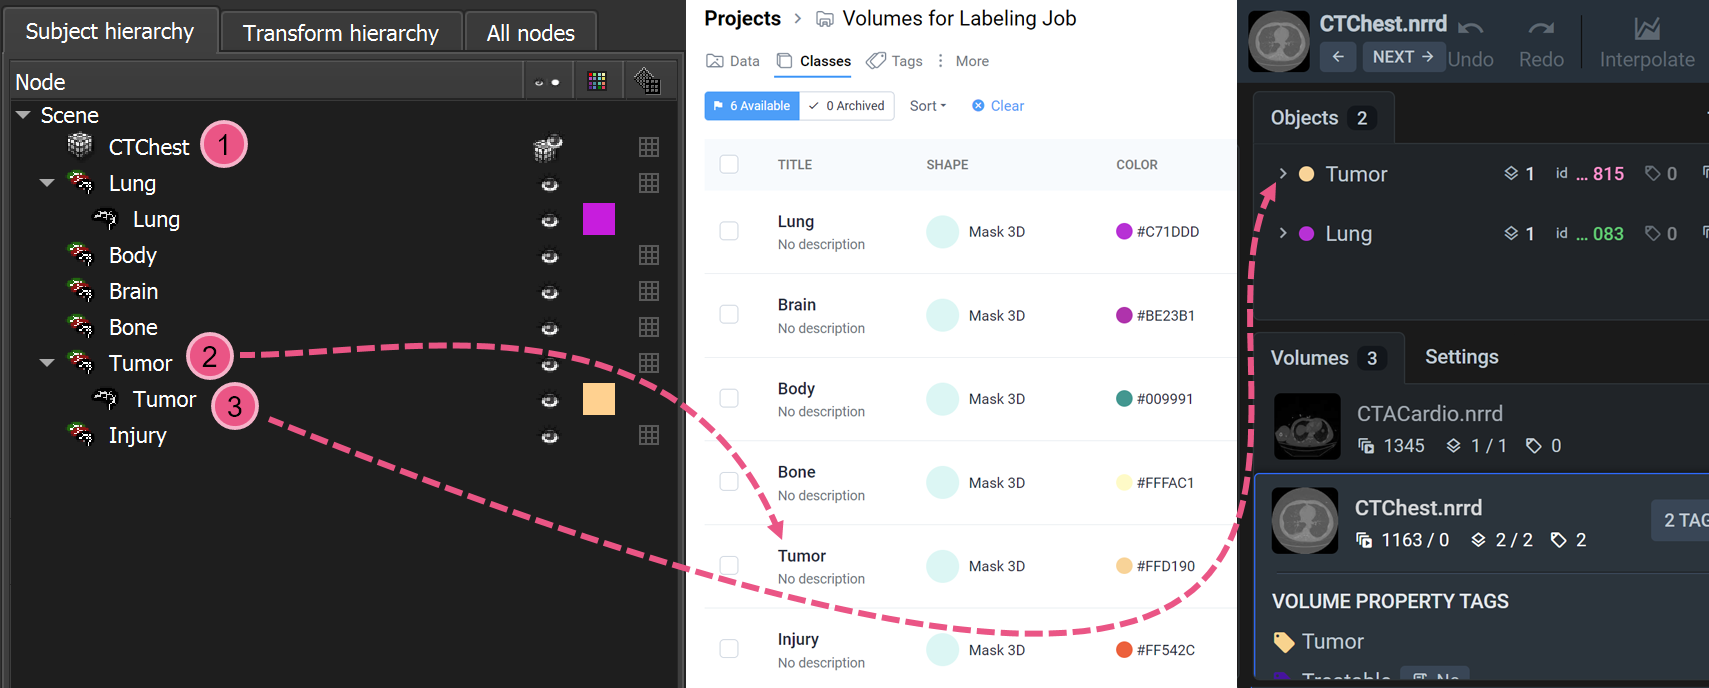 Subject hierarchy
Transform hierarchy
All nodes
Node
Scene
CTChest
1
Lung
Lung
Body
Brain
Bone
Tumor
2
Tumor
3
Injury
Projects > Volumes for Labeling Job
Data
Classes
Tags
More
6 Available
0 Archived
Sort
Clear
TITLE SHAPE COLOR
Lung
No description
Mask 3D
#C71DDD
Brain
No description
Mask 3D
#BE23B1
Body
No description
Mask 3D
#009991
Bone
No description
Mask 3D
#FFFAC1
Tumor
No description
Mask 3D
#FFD190
Injury
No description
Mask 3D
#FF542C
CTChest.nrrd
NEXT
Undo
Redo
Interpolate
Objects 2
Tumor 1 id ... 815 0
Lung 1 id ... 083 0
Volumes 3
Settings
CTACardio.nrrd
1345 1 / 1 0
CTChest.nrrd
1163 / 0 2 / 2 2
2 TAG
VOLUME PROPERTY TAGS
Tumor